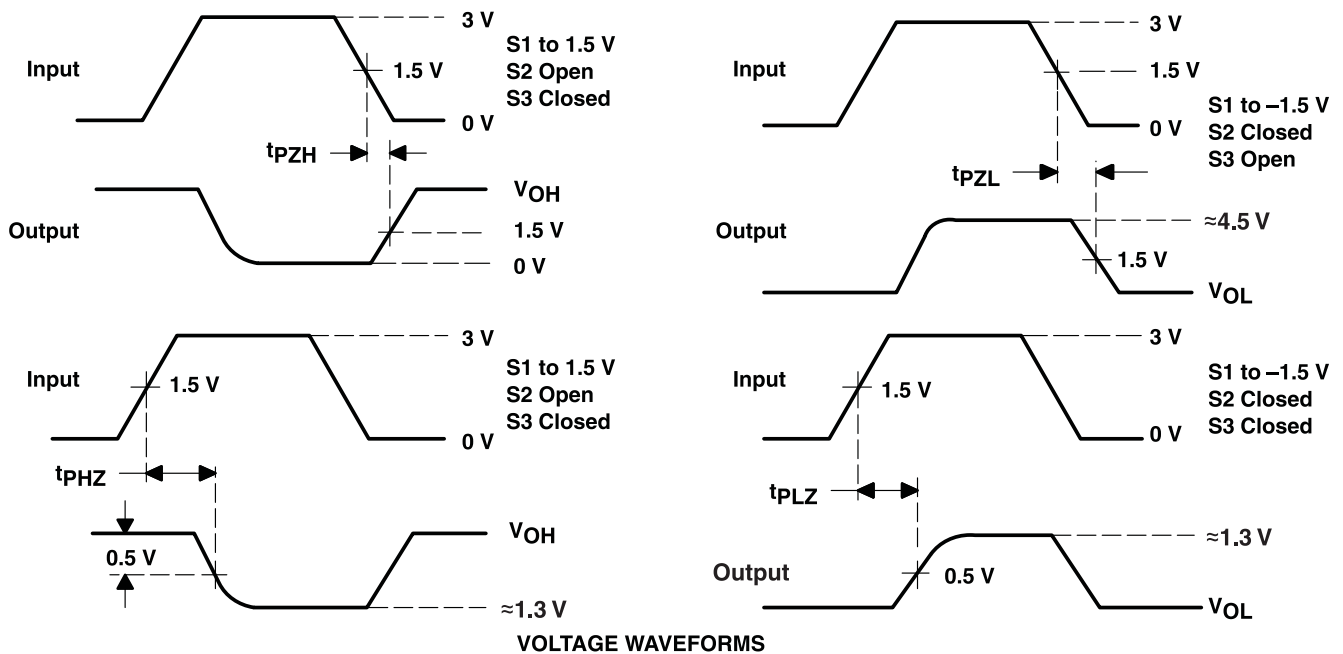 3 V
Input
1.5 V
0 V
S1 to 1.5 V
S2 Open
S3 Closed
tPZH
Output
VOH
1.5 V
0 V
3 V
Input
1.5 V
0 V
S1 to –1.5 V
S2 Closed
S3 Open
tPZL
Output
≈4.5 V
1.5 V
VOL
3 V
Input
1.5 V
0 V
S1 to 1.5 V
S2 Open
S3 Closed
tPHZ
0.5 V
VOH
≈1.3 V
3 V
Input
1.5 V
0 V
S1 to –1.5 V
S2 Closed
S3 Closed
tPLZ
Output
≈1.3 V
0.5 V
VOL
VOLTAGE WAVEFORMS